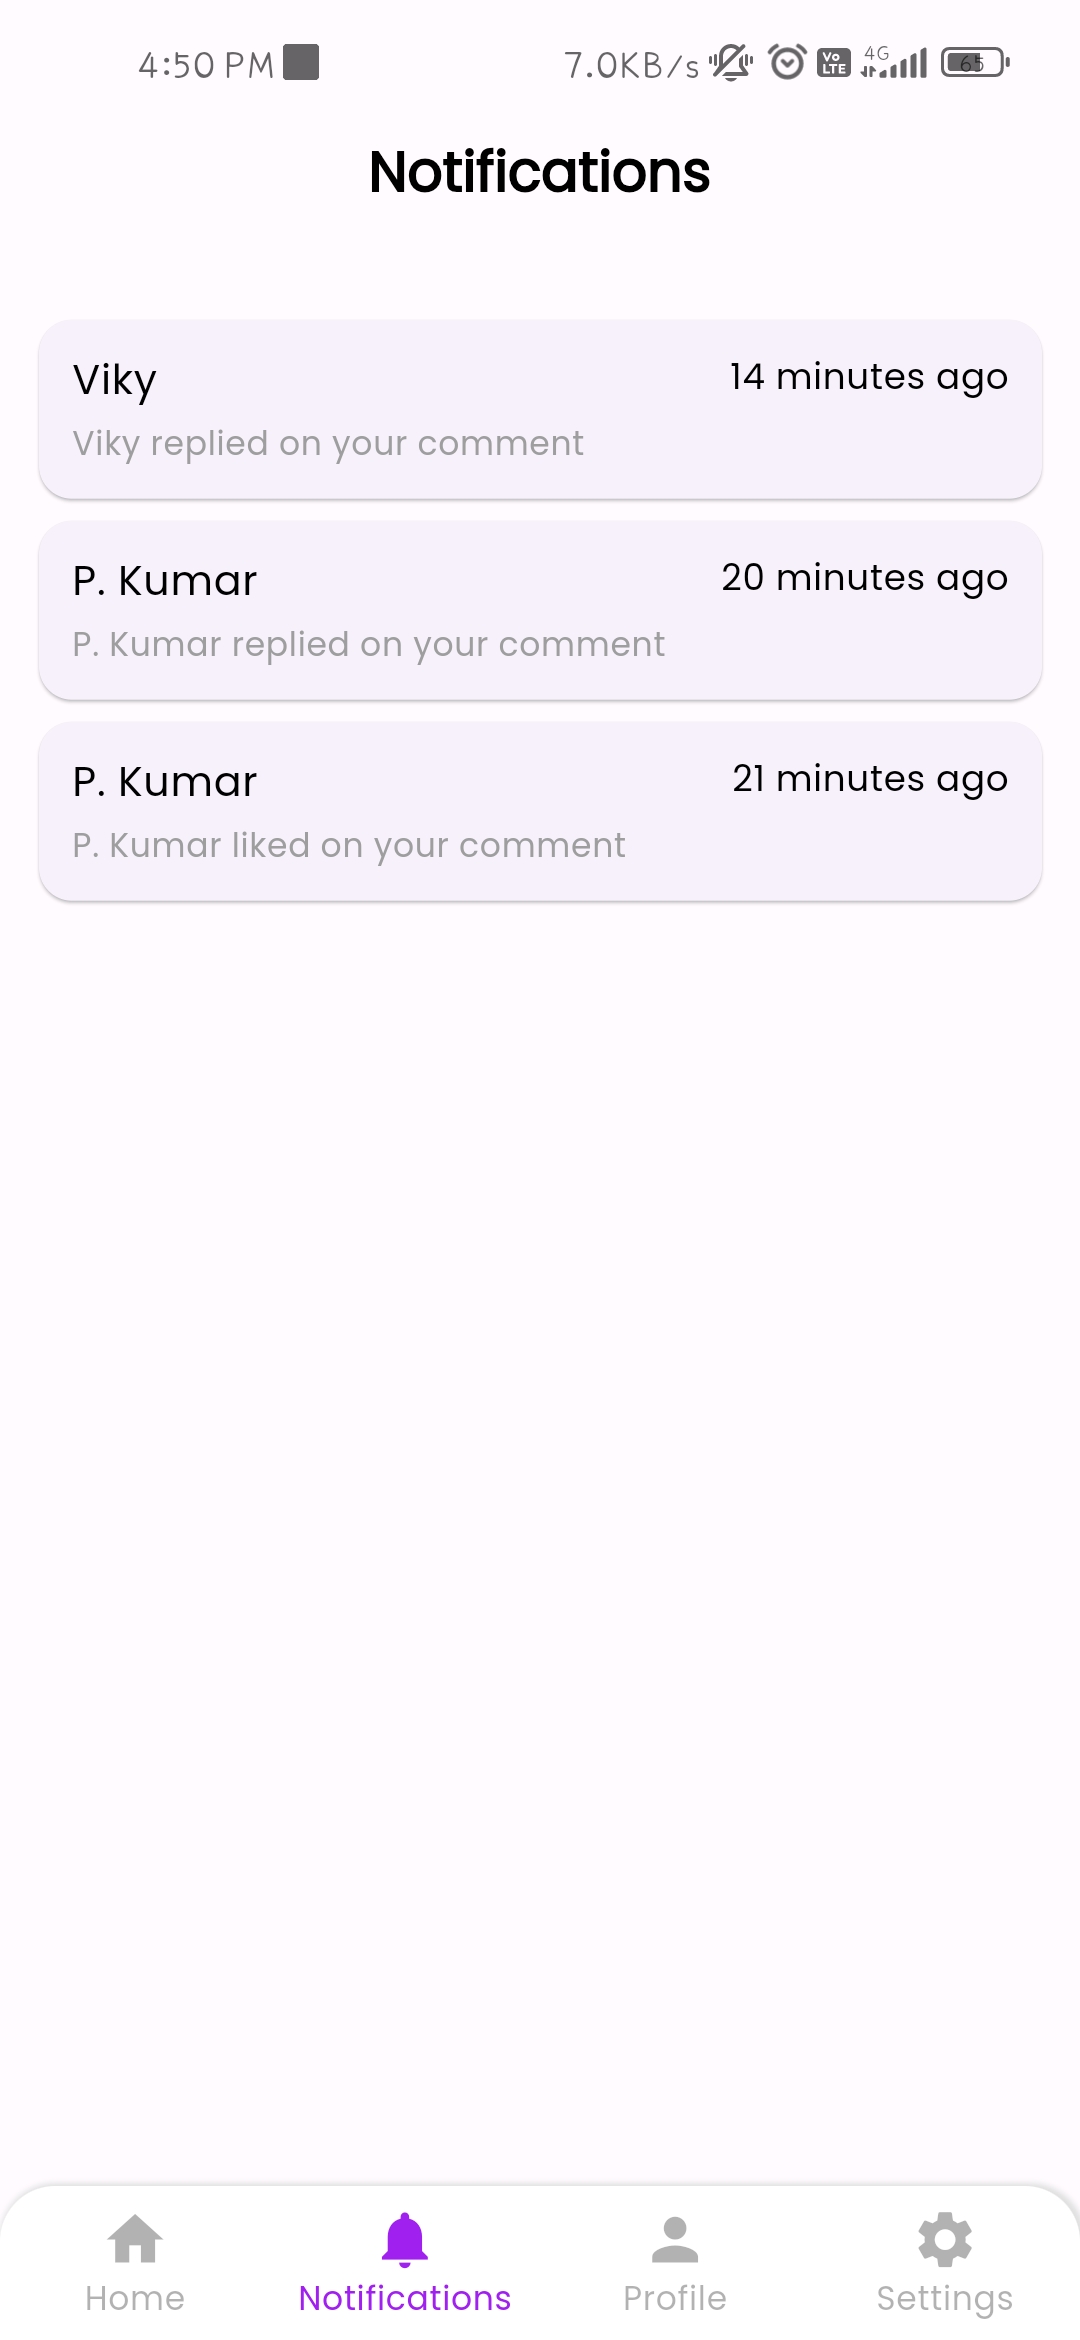 4:50 PM 7.0KB/s Vo LTE 4G 65
Notifications
Viky 14 minutes ago
Viky replied on your comment
P. Kumar 20 minutes ago
P. Kumar replied on your comment
P. Kumar 21 minutes ago
P. Kumar liked on your comment
Home Notifications Profile Settings